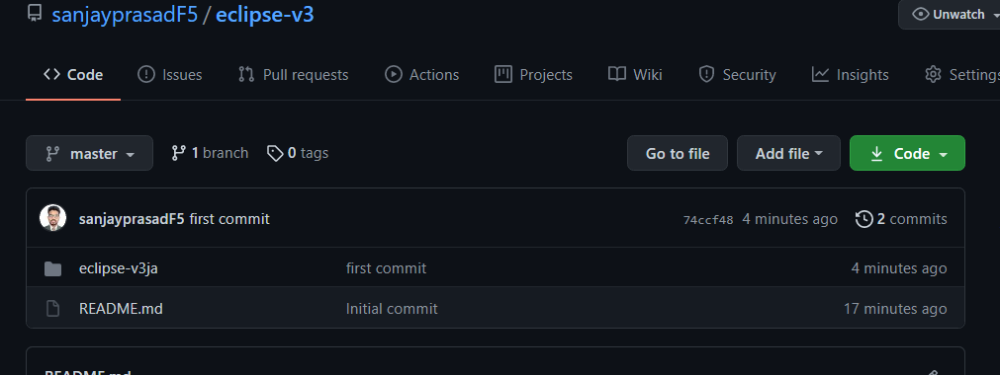 sanjayprasadF5 / eclipse-v3
Unwatch
Code Issues Pull requests Actions Projects Wiki Security Insights Settings
master 1 branch 0 tags Go to file Add file Code
sanjayprasadF5 first commit 74ccf48 4 minutes ago 2 commits
eclipse-v3ja first commit 4 minutes ago
README.md Initial commit 17 minutes ago
README.md